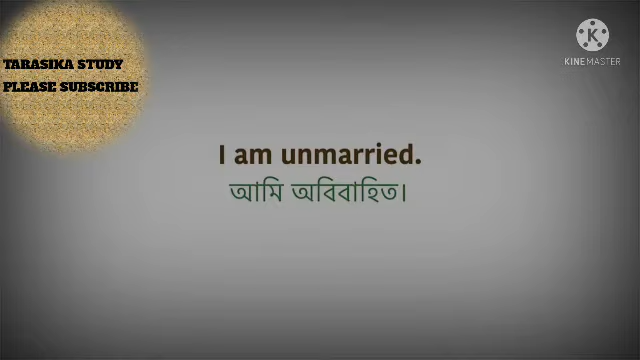 TARASIKA STUDY
PLEASE SUBSCRIBE
KINEMASTER
I am unmarried.
আমি অবিবাহিত।